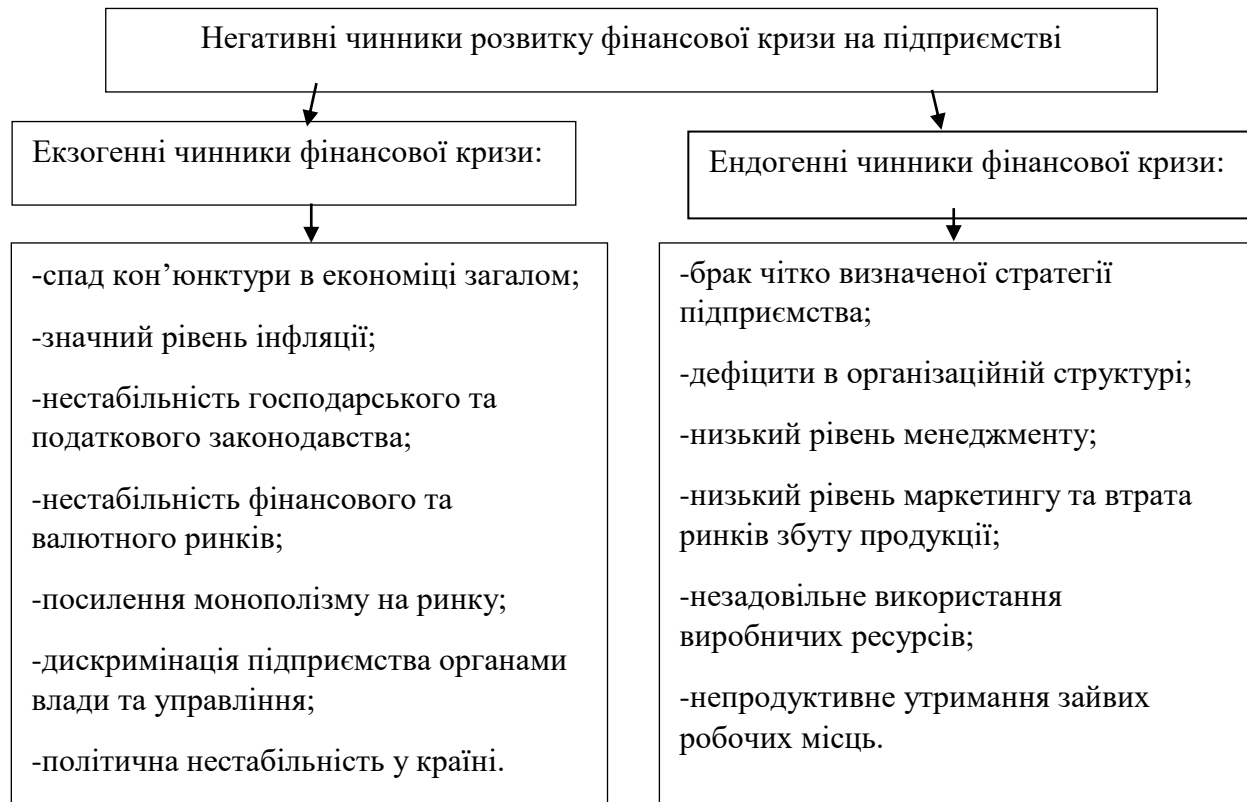 Негативні чинники розвитку фінансової кризи на підприємстві
Екзогенні чинники фінансової кризи:
-спад кон’юнктури в економіці загалом;
-значний рівень інфляції;
-нестабільність господарського та
податкового законодавства;
-нестабільність фінансового та
валютного ринків;
-посилення монополізму на ринку;
-дискримінація підприємства органами
влади та управління;
-політична нестабільність у країні.
Ендогенні чинники фінансової кризи:
-брак чітко визначеної стратегії
підприємства;
-дефіцити в організаційній структурі;
-низький рівень менеджменту;
-низький рівень маркетингу та втрата
ринків збуту продукції;
-незадовільне використання
виробничих ресурсів;
-непродуктивне утримання зайвих
робочих місць.